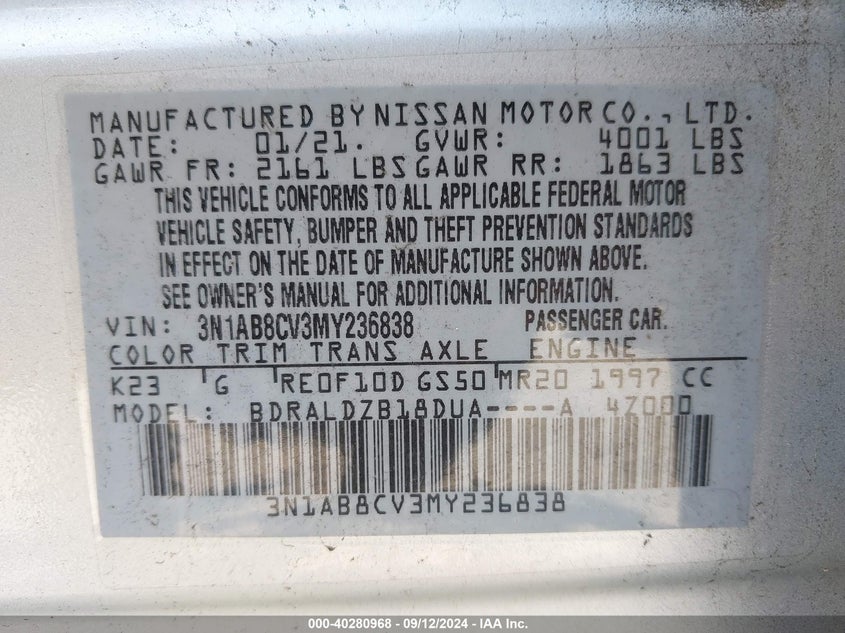 MANUFACTURED BY NISSAN MOTOR CO., LTD.
DATE: 01/21. GVWR: 4001 LBS
GAWR FR: 2161 LBS GAWR RR: 1863 LBS
THIS VEHICLE CONFORMS TO ALL APPLICABLE FEDERAL MOTOR
VEHICLE SAFETY, BUMPER AND THEFT PREVENTION STANDARDS
IN EFFECT ON THE DATE OF MANUFACTURE SHOWN ABOVE.
SEE OWNER'S MANUAL FOR ADDITIONAL INFORMATION.
VIN: 3N1AB8CV3MY236838 PASSENGER CAR.
COLOR TRIM TRANS AXLE ENGINE
K23 G RE0F10D GS50 MR20 1997 CC
MODEL: BDRALDZB18DUA----A 4Z000
3N1AB8CV3MY236838
000-40280968 - 09/12/2024 - IAA Inc.